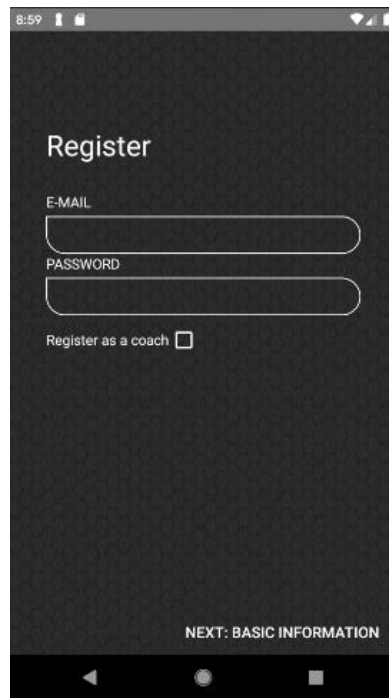 8:59
Register
E-MAIL
PASSWORD
Register as a coach
NEXT: BASIC INFORMATION